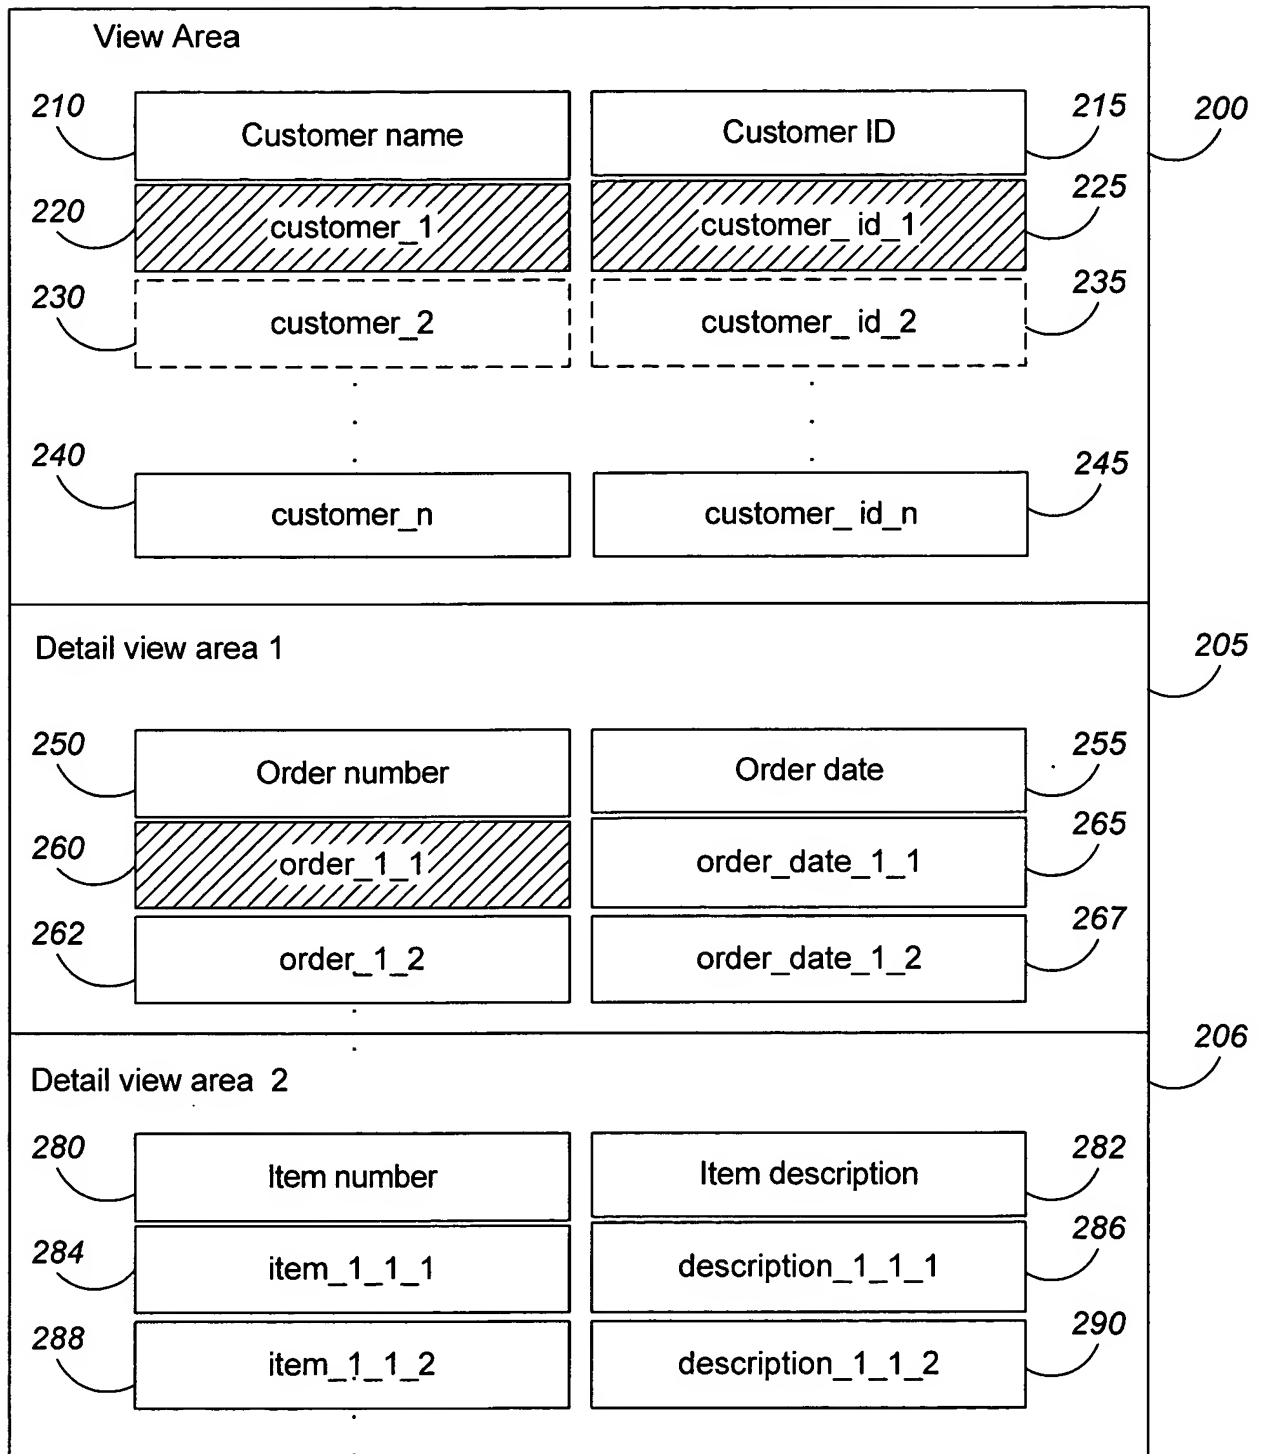 View Area
210 Customer name Customer ID 215 200
220 customer_1 customer_ id_1 225
230 customer_2 customer_ id_2 235
240 customer_n customer_ id_n 245
Detail view area 1 205
250 Order number Order date 255
260 order_1_1 order_date_1_1 265
262 order_1_2 order_date_1_2 267
206
Detail view area 2
280 Item number Item description 282
284 item_1_1_1 description_1_1_1 286
288 item_1_1_2 description_1_1_2 290